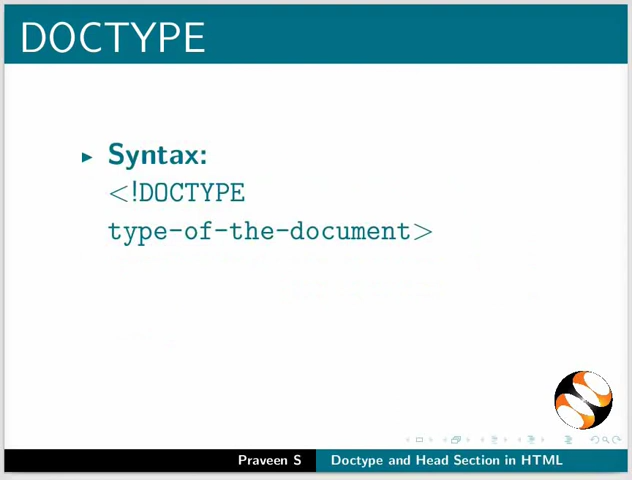 DOCTYPE
Syntax:
<!DOCTYPE
type-of-the-document>
Praveen S
Doctype and Head Section in HTML